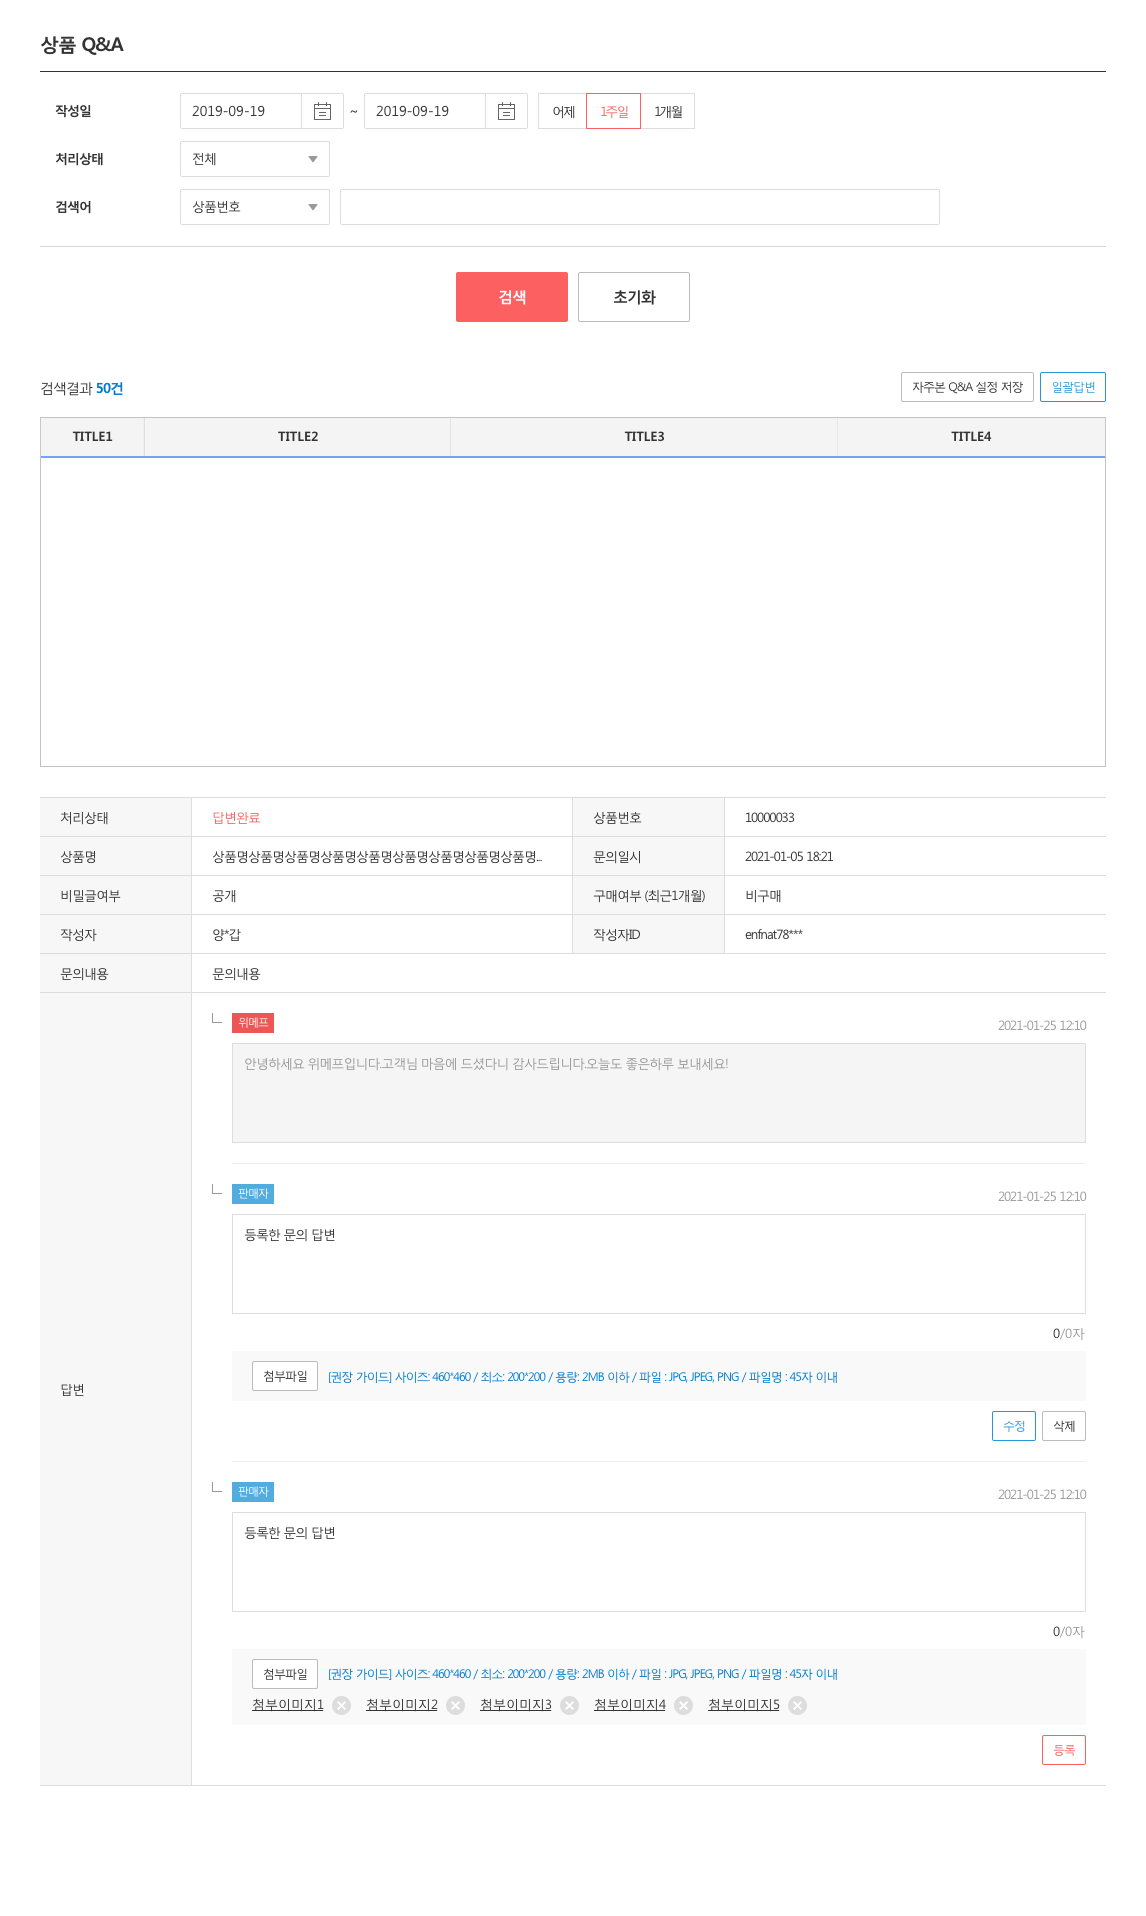 상품 Q&A
작성일 2019-09-19 ~ 2019-09-19 어제 1주일 1개월
처리상태 전체
검색어 상품번호
검색 초기화
검색결과 50건 자주본 Q&A 설정 저장 일괄답변
TITLE1 TITLE2 TITLE3 TITLE4
처리상태 답변완료 상품번호 10000033
상품명 상품명상품명상품명상품명상품명상품명상품명상품명상품명... 문의일시 2021-01-05 18:21
비밀글여부 공개 구매여부 (최근1개월) 비구매
작성자 양*갑 작성자ID enfnat78***
문의내용 문의내용
답변
위메프 2021-01-25 12:10
안녕하세요 위메프입니다.고객님 마음에 드셨다니 감사드립니다.오늘도 좋은하루 보내세요!
판매자 2021-01-25 12:10
등록한 문의 답변
0/0자
첨부파일 [권장 가이드] 사이즈: 460*460 / 최소: 200*200 / 용량: 2MB 이하 / 파일 : JPG, JPEG, PNG / 파일명 : 45자 이내
수정 삭제
판매자 2021-01-25 12:10
등록한 문의 답변
0/0자
첨부파일 [권장 가이드] 사이즈: 460*460 / 최소: 200*200 / 용량: 2MB 이하 / 파일 : JPG, JPEG, PNG / 파일명 : 45자 이내
첨부이미지1 첨부이미지2 첨부이미지3 첨부이미지4 첨부이미지5
등록